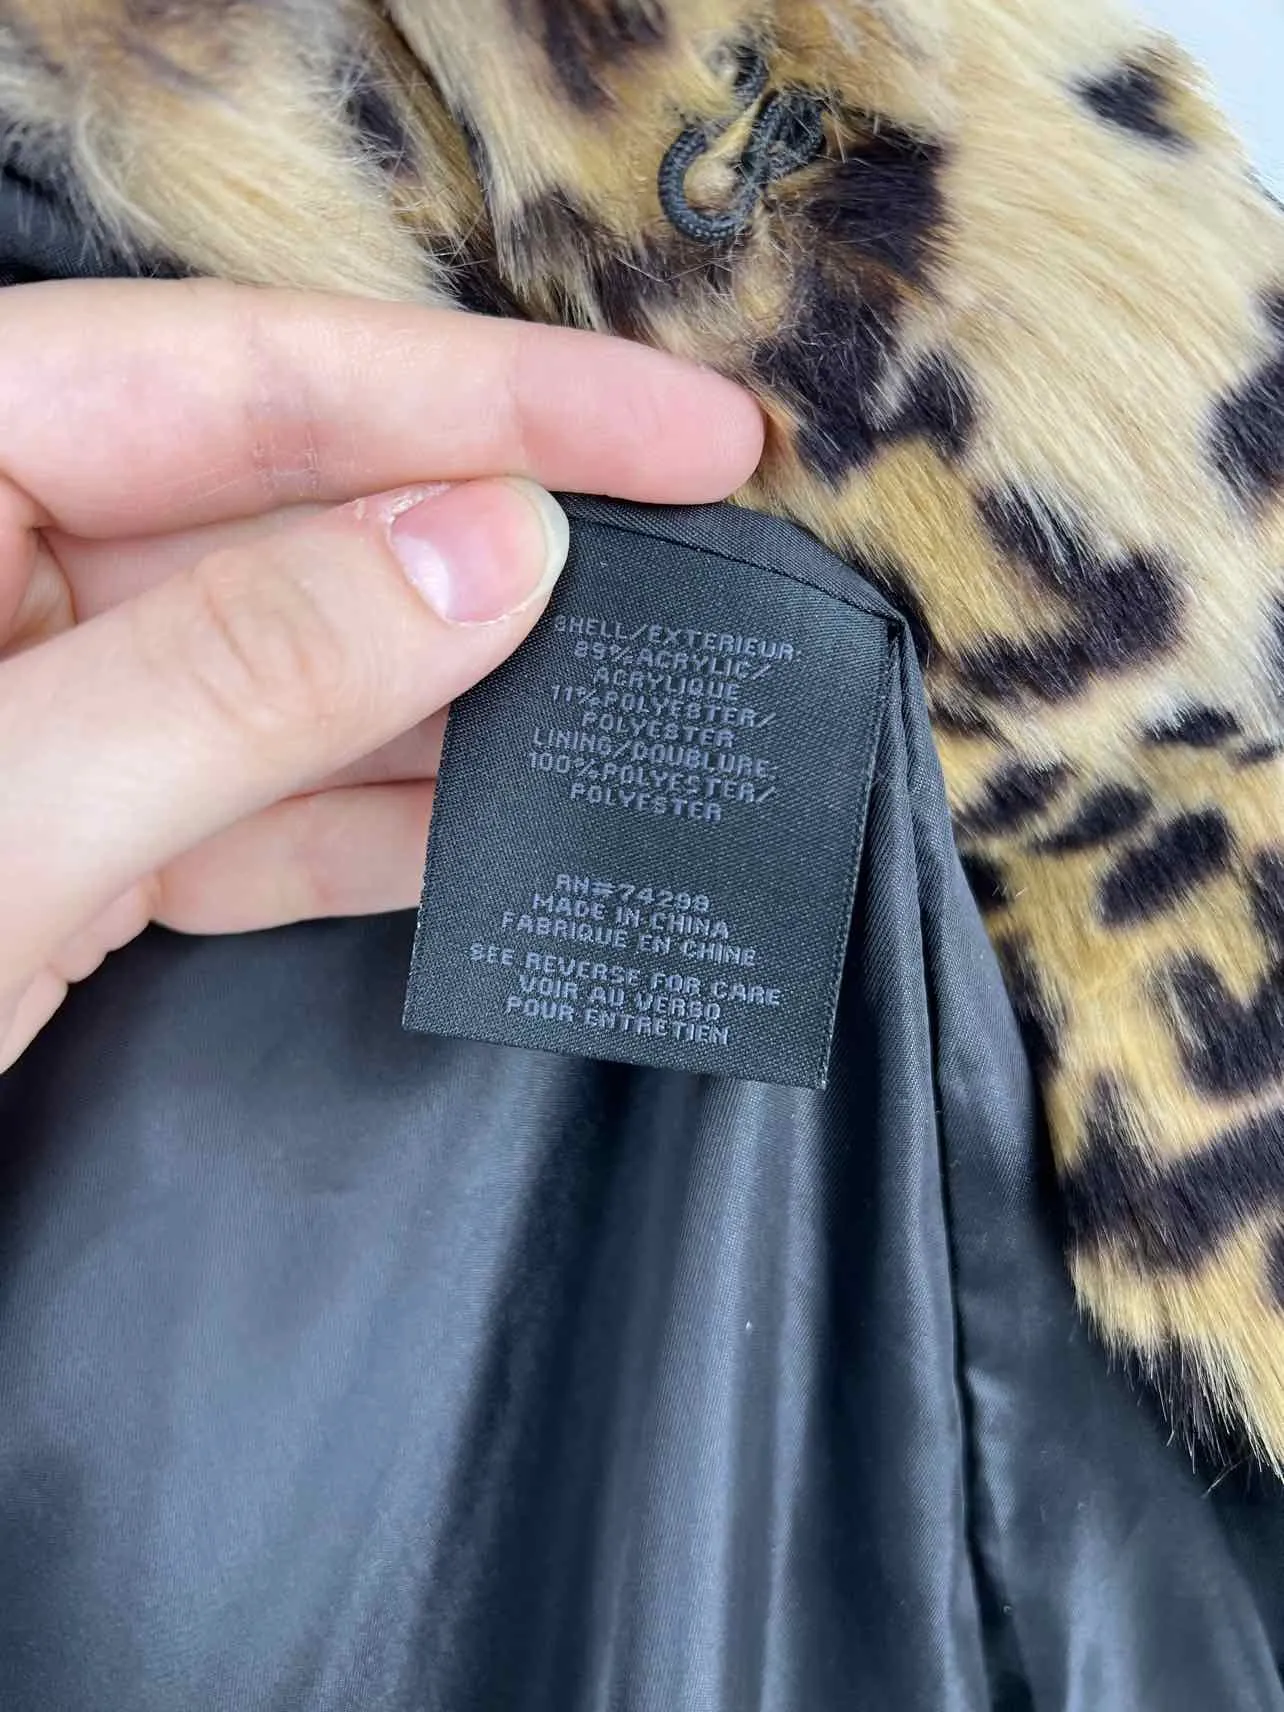 SHELL/EXTERIEUR:
89%ACRYLIC/
ACRYLIQUE
11%POLYESTER/
POLYESTER
LINING/DOUBLURE:
100%POLYESTER/
POLYESTER
RN#74298
MADE IN CHINA
FABRIQUE EN CHINE
SEE REVERSE FOR CARE
VOIR AU VERSO
POUR ENTRETIEN